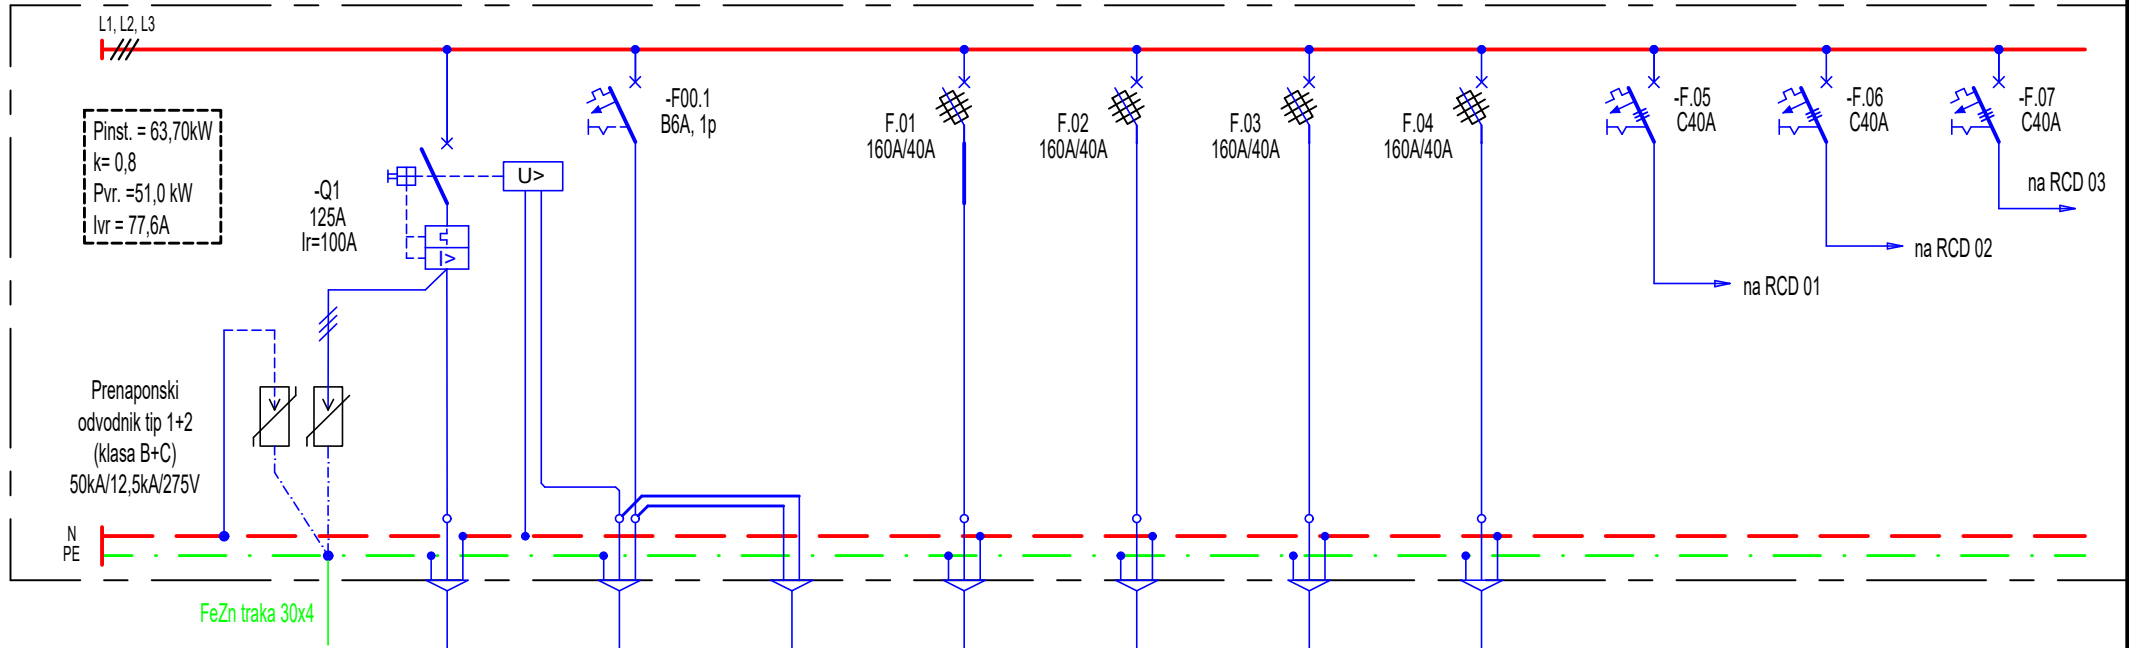 L1, L2, L3
Pinst. = 63,70kW
k= 0,8
Pvr. =51,0 kW
Ivr = 77,6A
-Q1
125A
Ir=100A
U>
I>
-F00.1
B6A, 1p
F.01
160A/40A
F.02
160A/40A
F.03
160A/40A
F.04
160A/40A
-F.05
C40A
-F.06
C40A
-F.07
C40A
na RCD 03
na RCD 02
na RCD 01
Prenaponski
odvodnik tip 1+2
(klasa B+C)
50kA/12,5kA/275V
N
PE
FeZn traka 30x4